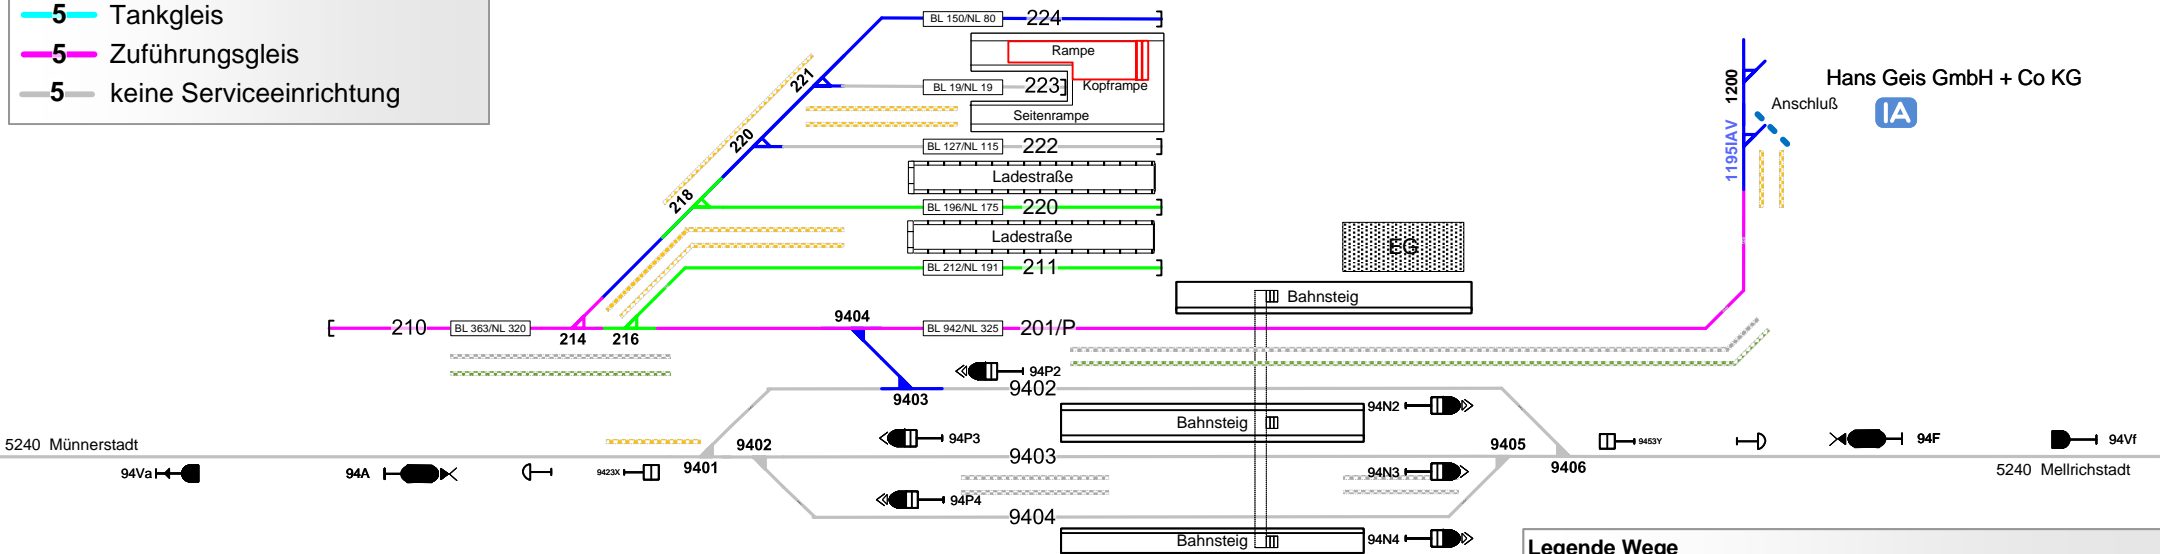 5 Tankgleis
5 Zuführungsgleis
5 keine Serviceeinrichtung
BL 150/NL 80 224
Rampe
221
BL 19/NL 19 223
Kopframpe
Seitenrampe
1200
Hans Geis GmbH + Co KG
Anschluß
IA
220
BL 127/NL 115 222
1195IAV
Ladestraße
218
BL 196/NL 175 220
Ladestraße
EG
BL 212/NL 191 211
Bahnsteig
210 BL 363/NL 320
214 216
9404
BL 942/NL 325 201/P
94P2
9402
9403
94N2
Bahnsteig
5240 Münnerstadt
94P3
9402
9401
9403
9405
9406
9453Y
94F
94Vf
94Va
94A
9423X
94N3
5240 Mellrichstadt
94P4
9404
Bahnsteig
94N4
Legende Wege